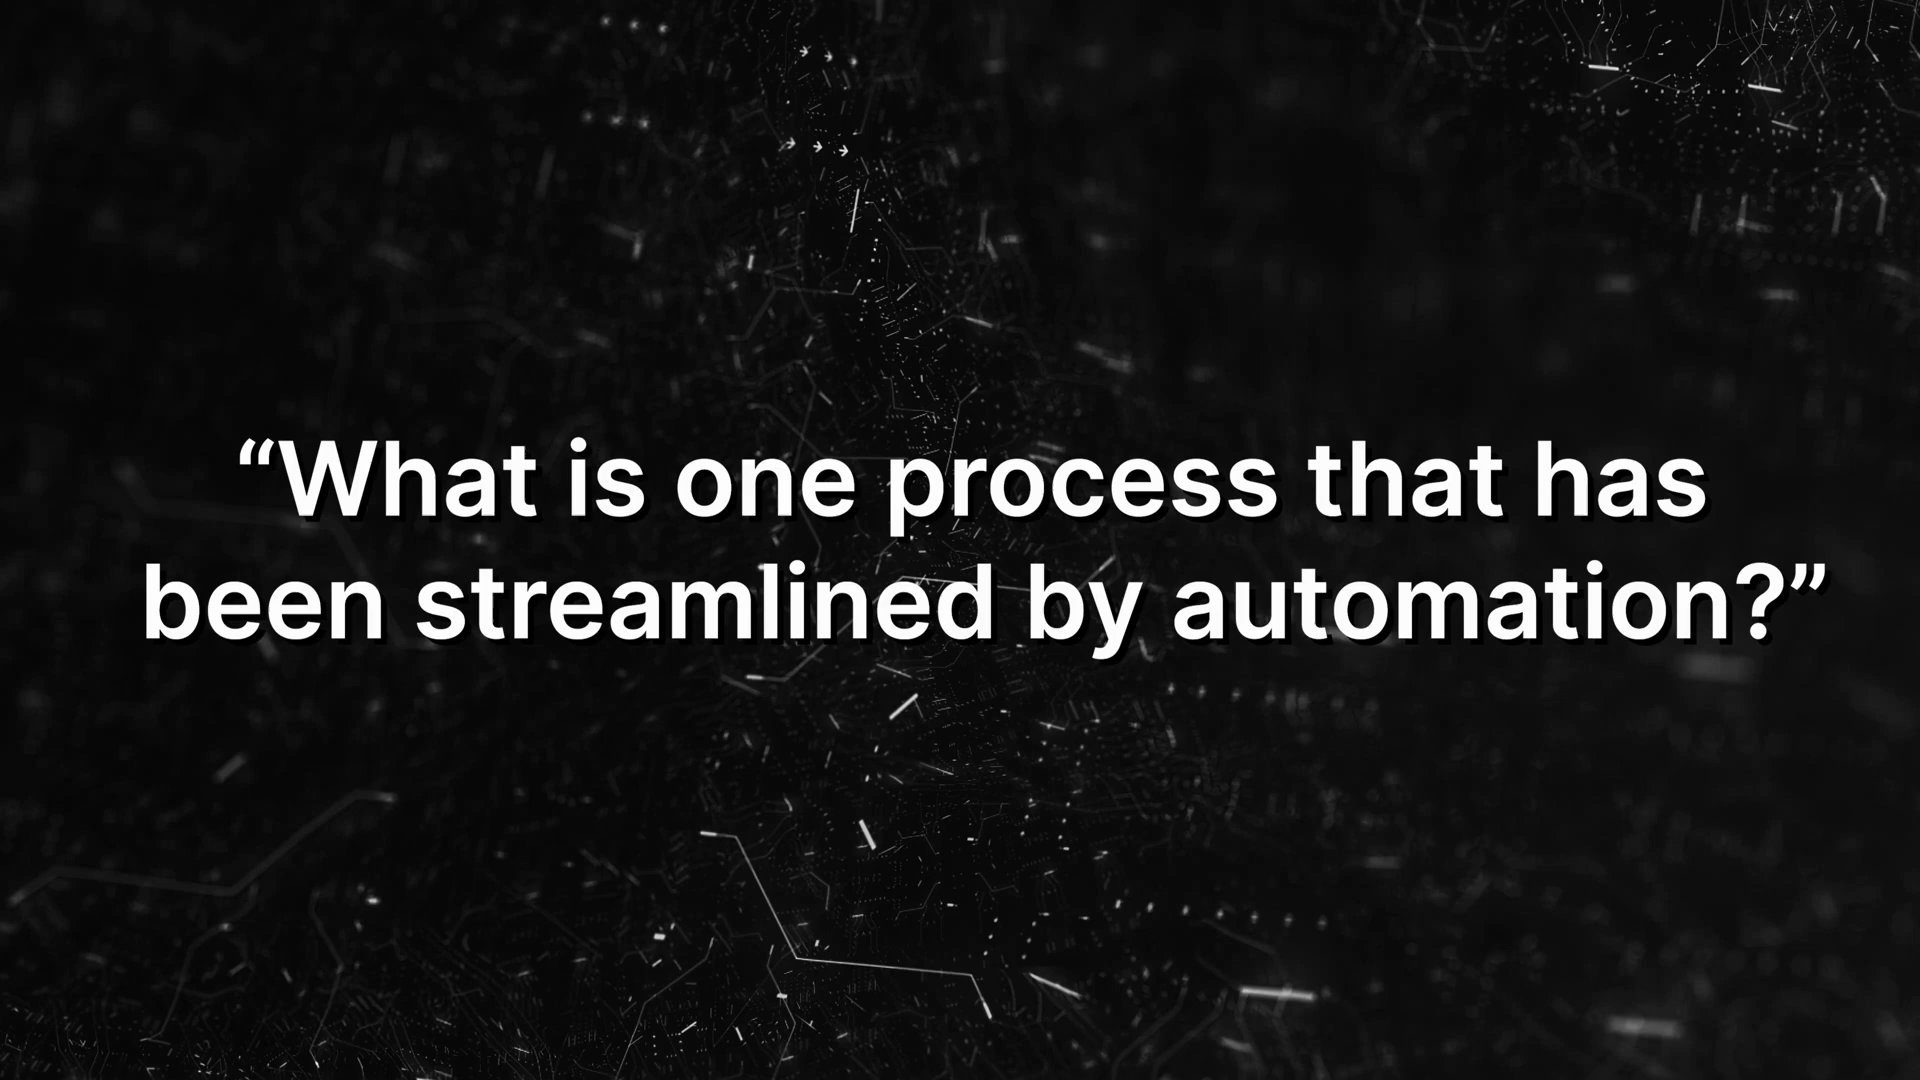 “What is one process that has
been streamlined by automation?”